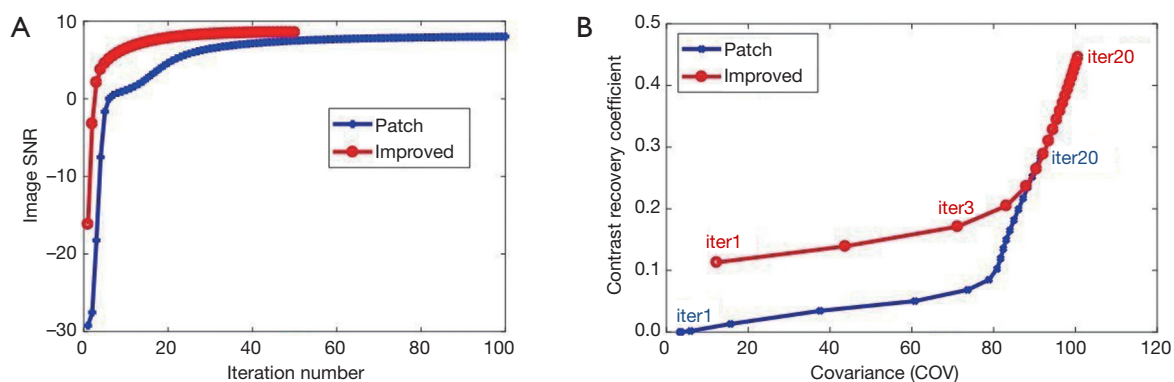 A
10
0
−10
−20
−30
Image SNR
0 20 40 60 80 100
Iteration number
Patch
Improved
B
0.5
0.4
0.3
0.2
0.1
0.0
Contrast recovery coefficient
0 20 40 60 80 100 120
Covariance (COV)
Patch
Improved
iter20
iter20
iter3
iter1
iter1